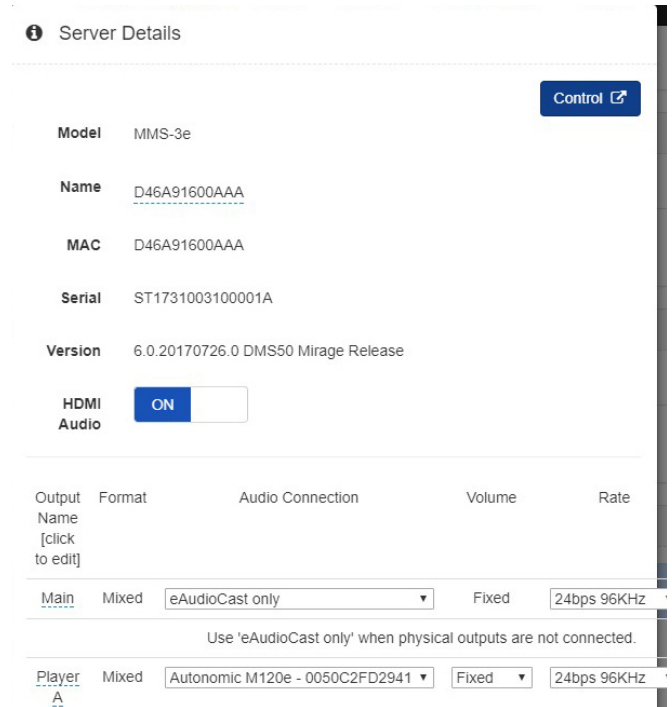 Server Details
Control
Model MMS-3e
Name D46A91600AAA
MAC D46A91600AAA
Serial ST1731003100001A
Version 6.0.20170726.0 DMS50 Mirage Release
HDMI
Audio
ON
Output Format Audio Connection Volume Rate
Name
[click
to edit]
Main Mixed eAudioCast only Fixed 24bps 96KHz
Use 'eAudioCast only' when physical outputs are not connected.
Player Mixed Autonomic M120e - 0050C2FD2941 Fixed 24bps 96KHz
A